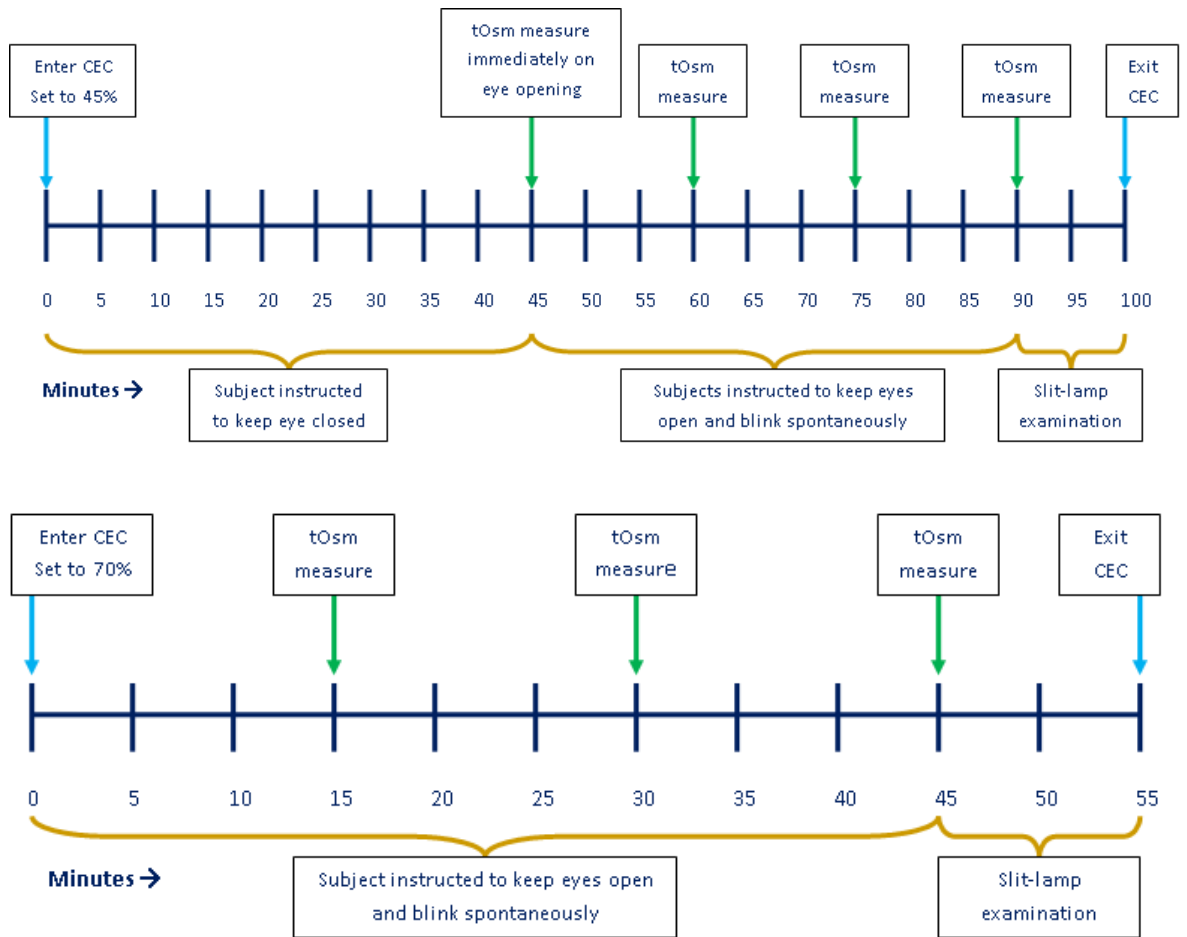 Enter CEC
Set to 45%
tOsm measure
immediately on
eye opening
tOsm
measure
tOsm
measure
tOsm
measure
Exit
CEC
0 5 10 15 20 25 30 35 40 45 50 55 60 65 70 75 80 85 90 95 100
Minutes →
Subject instructed
to keep eye closed
Subjects instructed to keep eyes
open and blink spontaneously
Slit-lamp
examination
Enter CEC
Set to 70%
tOsm
measure
tOsm
measure
tOsm
measure
Exit
CEC
0 5 10 15 20 25 30 35 40 45 50 55
Minutes →
Subject instructed to keep eyes open
and blink spontaneously
Slit-lamp
examination